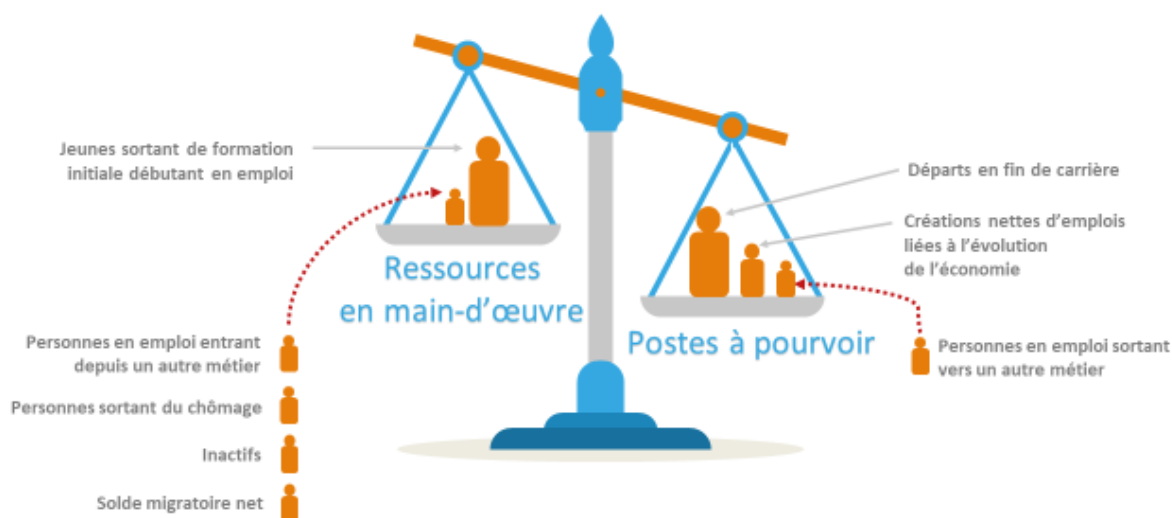 Jeunes sortant de formation
initiale débutant en emploi
Ressources
en main-d'œuvre
Personnes en emploi entrant
depuis un autre métier
Personnes sortant du chômage
Inactifs
Solde migratoire net
Départs en fin de carrière
Créations nettes d'emplois
liées à l'évolution
de l'économie
Postes à pourvoir
Personnes en emploi sortant
vers un autre métier